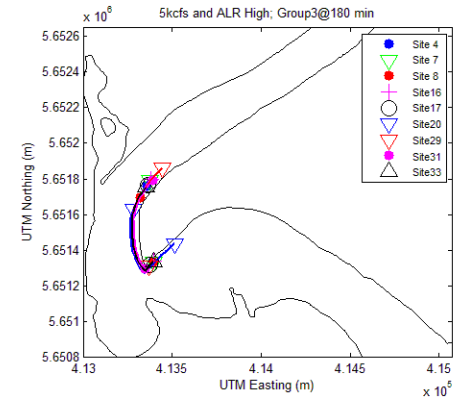 5kcfs and ALR High; Group3@180 min
x 10^6
5.6526
5.6524
5.6522
5.652
5.6518
5.6516
5.6514
5.6512
5.651
5.6508
UTM Northing (m)
Site 4
Site 7
Site 8
Site16
Site17
Site20
Site29
Site31
Site33
4.13 4.135 4.14 4.145 4.15
UTM Easting (m)
x 10^5